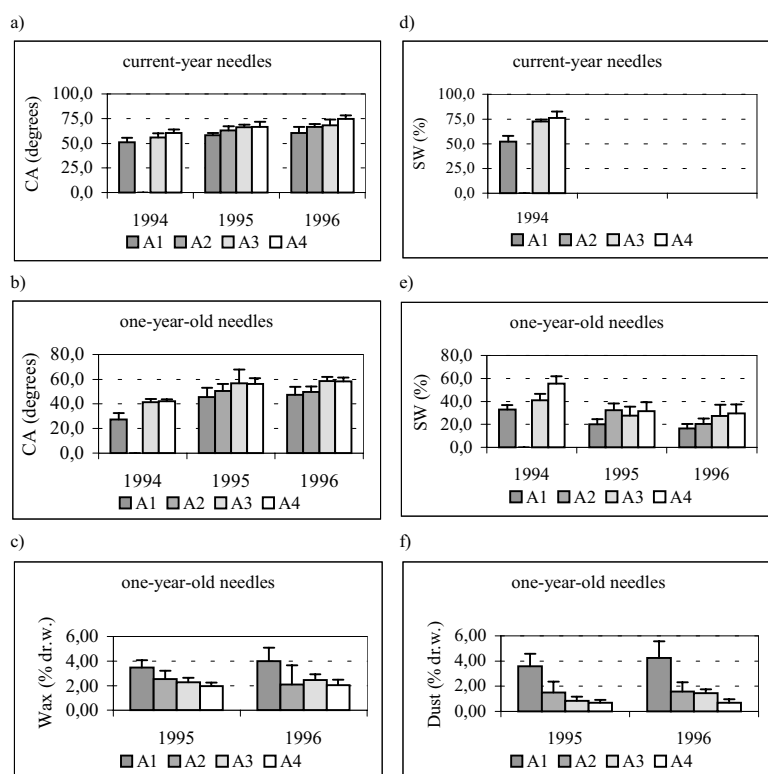 a)
current-year needles
CA (degrees)
100,0
75,0
50,0
25,0
0,0
1994 1995 1996
A1 A2 A3 A4
b)
one-year-old needles
CA (degrees)
80,0
60,0
40,0
20,0
0,0
1994 1995 1996
A1 A2 A3 A4
c)
one-year-old needles
Wax (% dr.w.)
6,00
4,00
2,00
0,00
1995 1996
A1 A2 A3 A4
d)
current-year needles
SW (%)
100,0
75,0
50,0
25,0
0,0
1994
A1 A2 A3 A4
e)
one-year-old needles
SW (%)
80,0
60,0
40,0
20,0
0,0
1994 1995 1996
A1 A2 A3 A4
f)
one-year-old needles
Dust (% dr.w.)
6,00
4,00
2,00
0,00
1995 1996
A1 A2 A3 A4